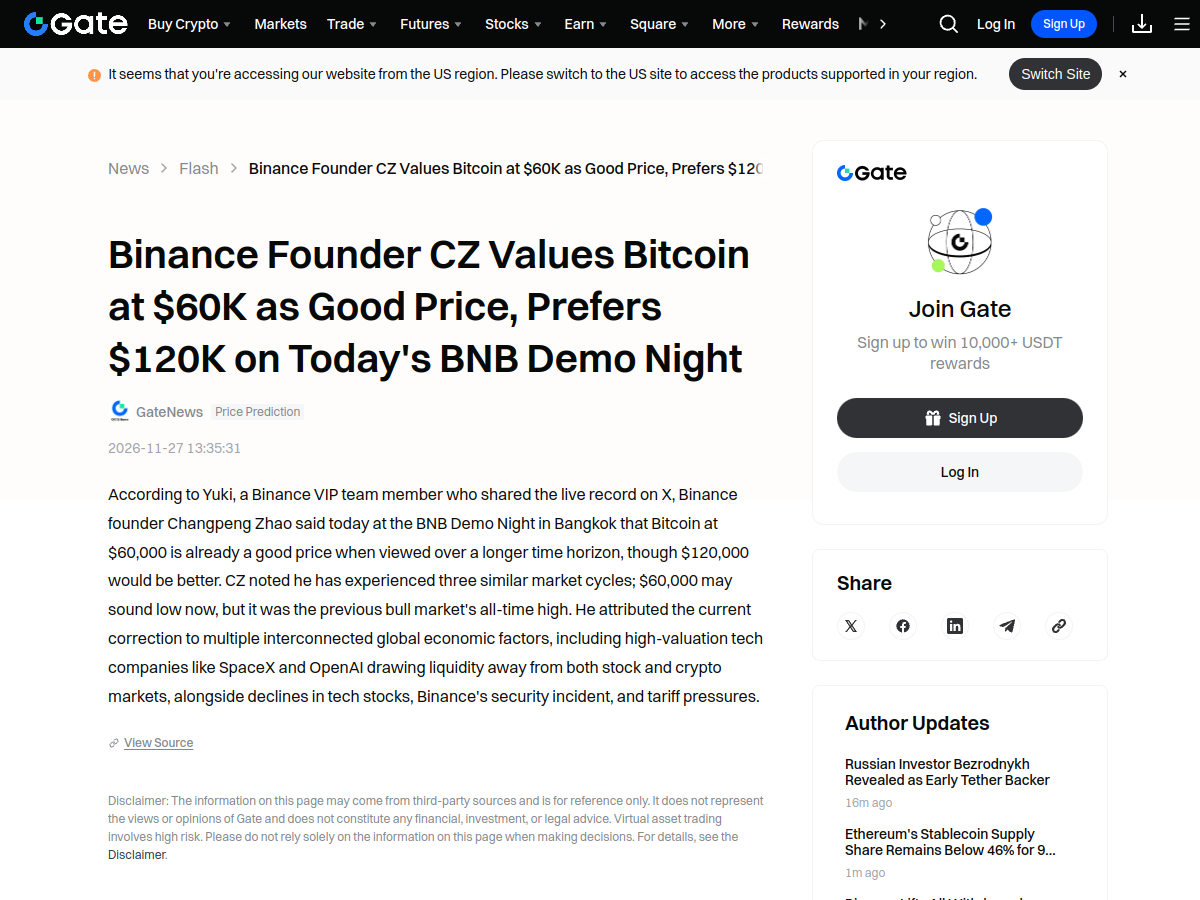 Gate
Buy Crypto
Markets
Trade
Futures
Stocks
Earn
Square
More
Rewards
Log In
Sign Up
It seems that you're accessing our website from the US region. Please switch to the US site to access the products supported in your region.
Switch Site
News
Flash
Binance Founder CZ Values Bitcoin at $60K as Good Price, Prefers $120
Binance Founder CZ Values Bitcoin
at $60K as Good Price, Prefers
$120K on Today's BNB Demo Night
GateNews
Price Prediction
2026-11-27 13:35:31
According to Yuki, a Binance VIP team member who shared the live record on X, Binance
founder Changpeng Zhao said today at the BNB Demo Night in Bangkok that Bitcoin at
$60,000 is already a good price when viewed over a longer time horizon, though $120,000
would be better. CZ noted he has experienced three similar market cycles; $60,000 may
sound low now, but it was the previous bull market's all-time high. He attributed the current
correction to multiple interconnected global economic factors, including high-valuation tech
companies like SpaceX and OpenAI drawing liquidity away from both stock and crypto
markets, alongside declines in tech stocks, Binance's security incident, and tariff pressures.
View Source
Disclaimer: The information on this page may come from third-party sources and is for reference only. It does not represent
the views or opinions of Gate and does not constitute any financial, investment, or legal advice. Virtual asset trading
involves high risk. Please do not rely solely on the information on this page when making decisions. For details, see the
Disclaimer.
Gate
Join Gate
Sign up to win 10,000+ USDT
rewards
Sign Up
Log In
Share
Author Updates
Russian Investor Bezrodnykh
Revealed as Early Tether Backer
16m ago
Ethereum's Stablecoin Supply
Share Remains Below 46% for 9...
1m ago